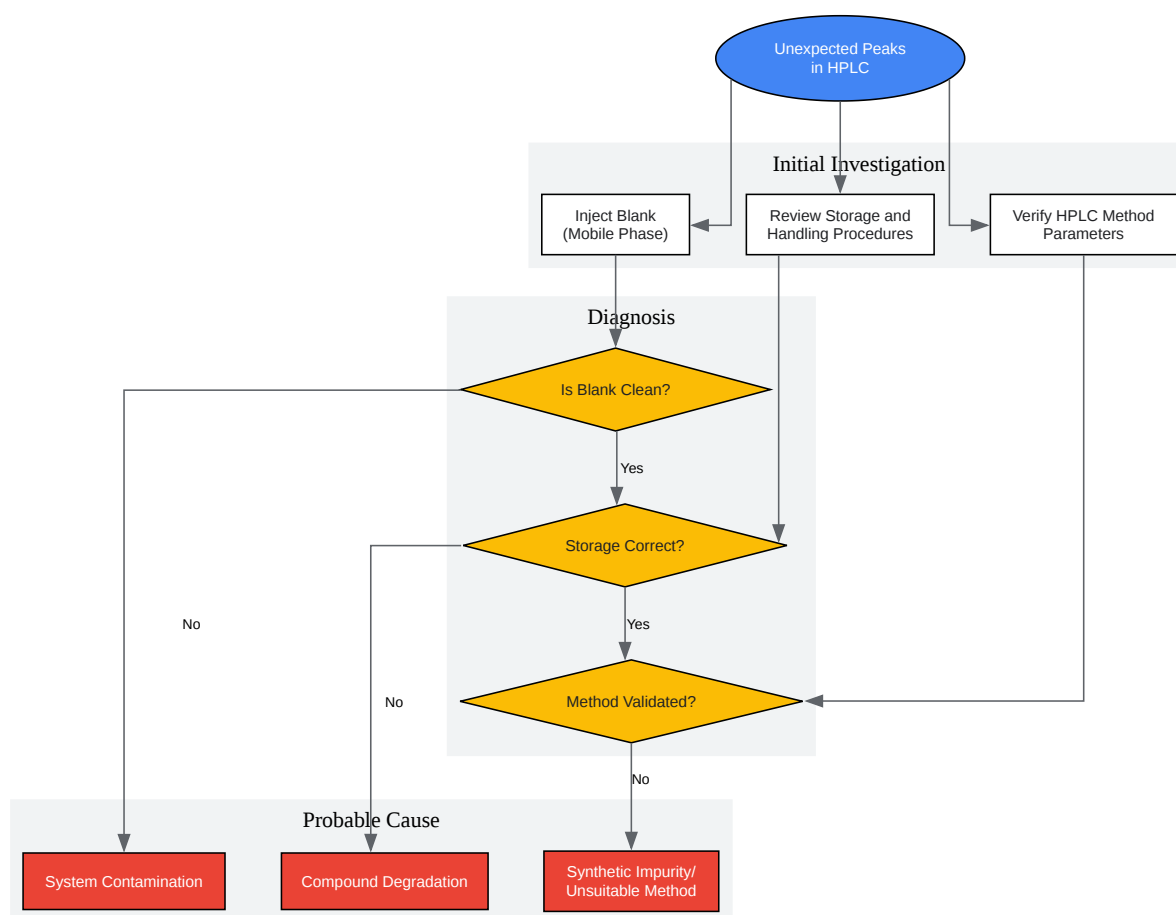 Unexpected Peaks
in HPLC
Initial Investigation
Inject Blank
(Mobile Phase)
Review Storage and
Handling Procedures
Verify HPLC Method
Parameters
Diagnosis
Is Blank Clean?
Yes
Storage Correct?
No
Yes
No
Method Validated?
No
Probable Cause
System Contamination
Compound Degradation
Synthetic Impurity/
Unsuitable Method